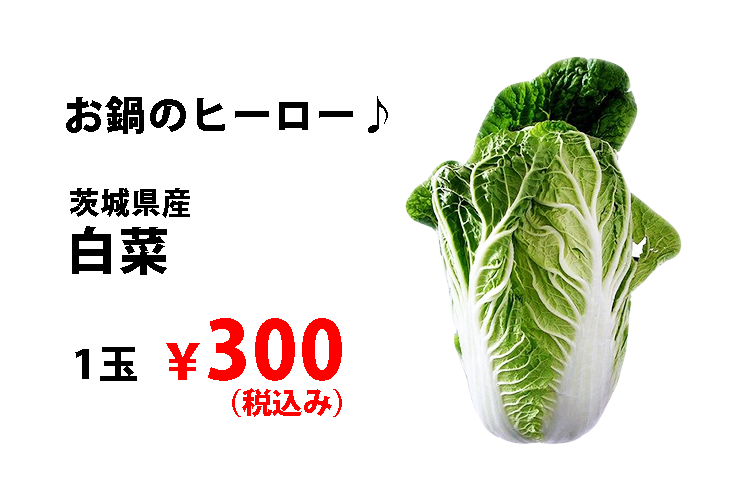 お鍋のヒーロー♪
茨城県産
白菜
1玉 ¥300
(税込み)